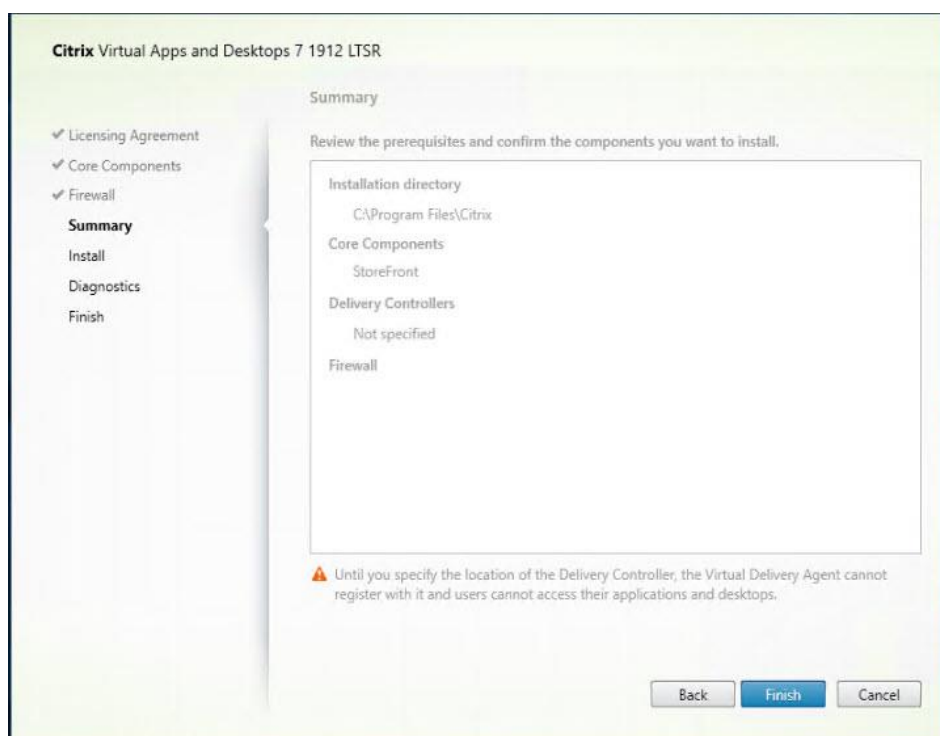 Citrix Virtual Apps and Desktops 7 1912 LTSR
Licensing Agreement
Core Components
Firewall
Summary
Install
Diagnostics
Finish
Summary
Review the prerequisites and confirm the components you want to install.
Installation directory
C:\Program Files\Citrix
Core Components
StoreFront
Delivery Controllers
Not specified
Firewall
Until you specify the location of the Delivery Controller, the Virtual Delivery Agent cannot
register with it and users cannot access their applications and desktops.
Back
Finish
Cancel